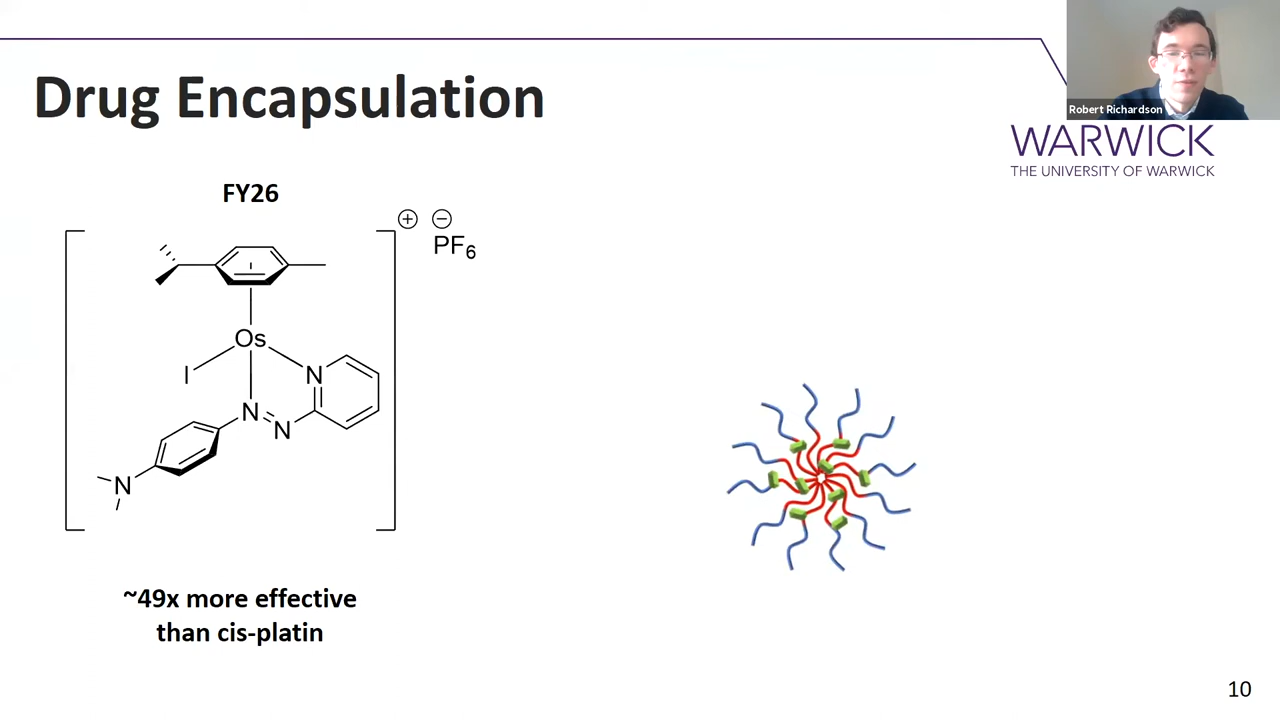 Drug Encapsulation
Robert Richardson
WARWICK
THE UNIVERSITY OF WARWICK
FY26
+ −
PF6
Os
I
N
N
N
N
~49x more effective
than cis-platin
10